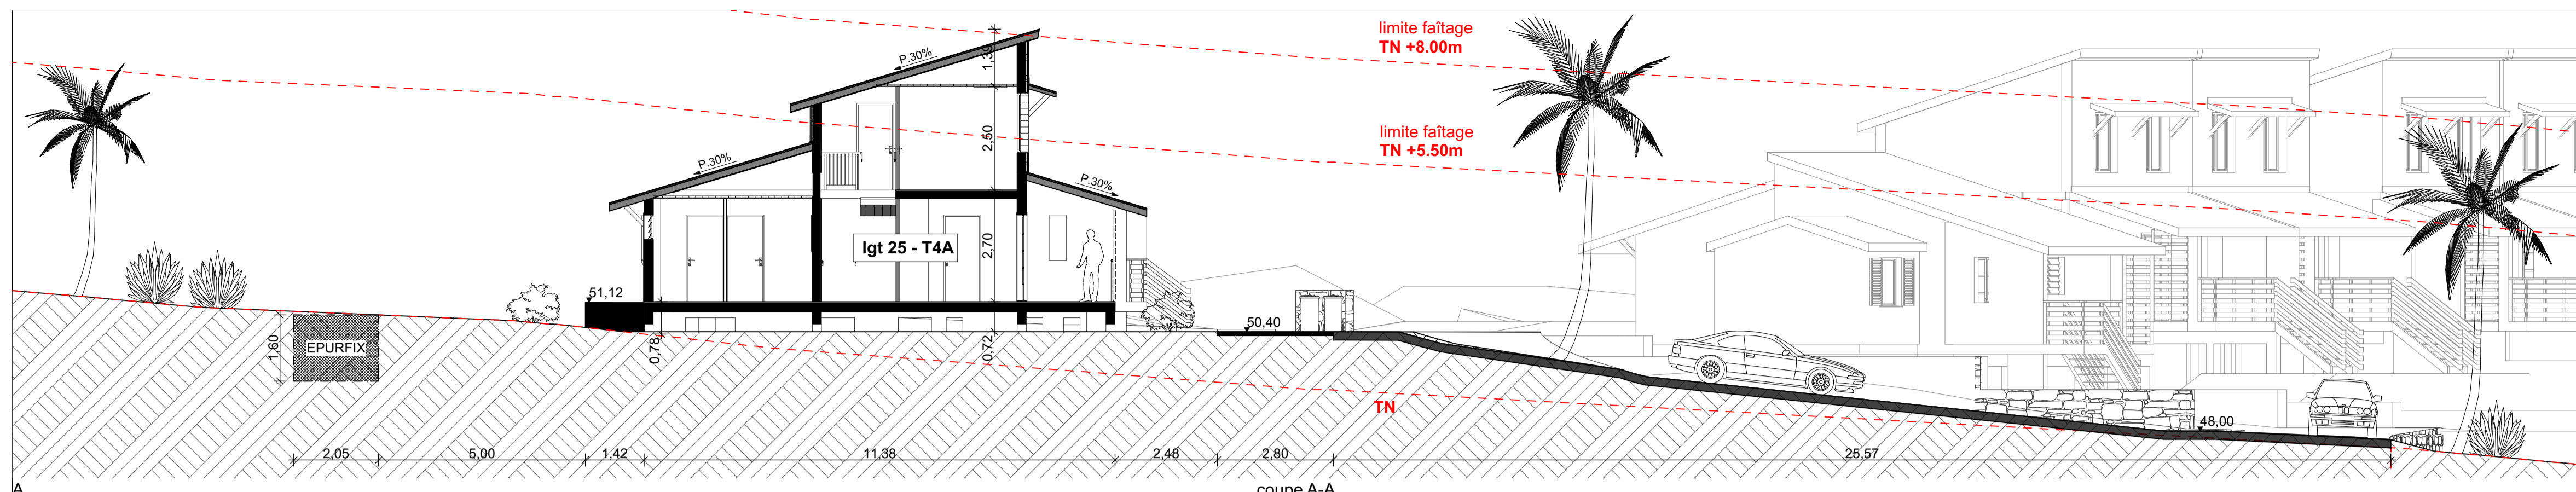 limite faîtage
TN +8.00m
P.30%
1,39
limite faîtage
TN +5.50m
2,50
P.30%
P.30%
lgt 25 - T4A
2,70
51,12
50,40
EPURFIX
1,60
0,78
0,72
TN
48,00
2,05
5,00
1,42
11,38
2,48
2,80
25,57
A
coupe A-A